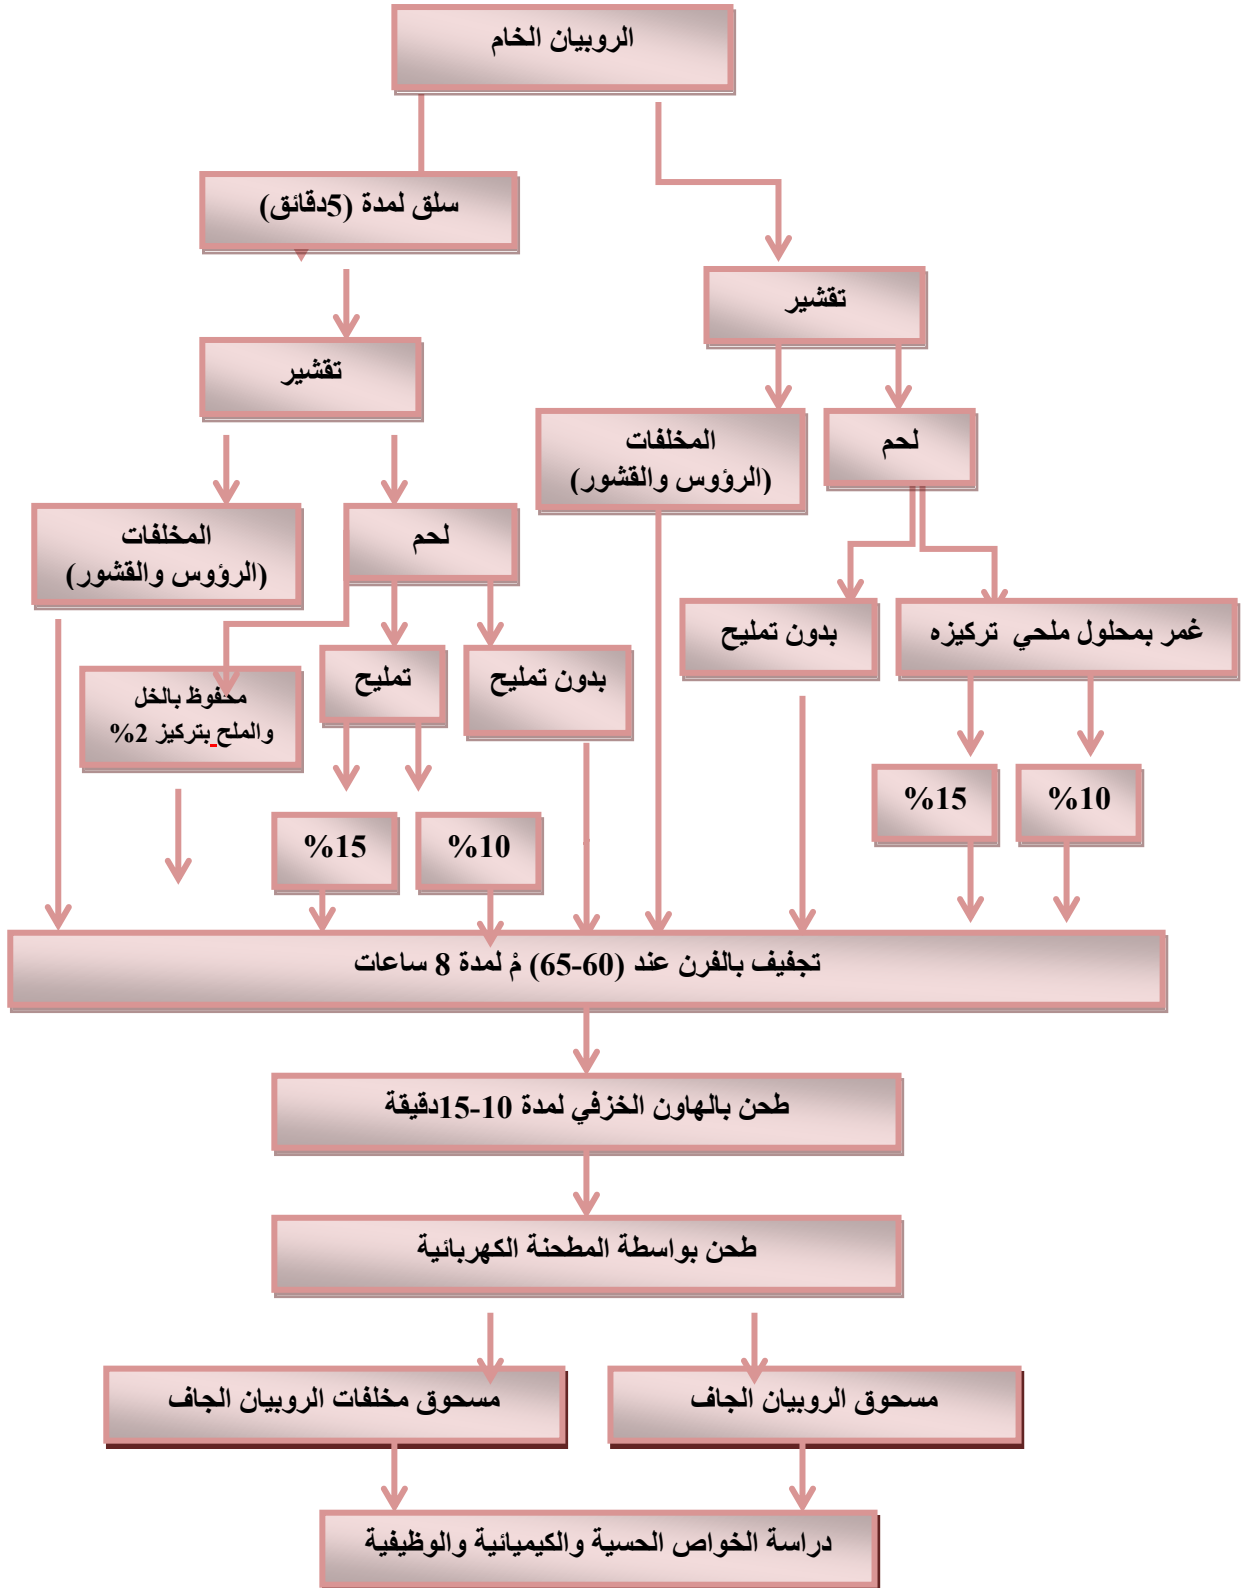 الروبيان الخام
سلق لمدة (5دقائق)
تقشير
تقشير
المخلفات
(الرؤوس والقشور)
لحم
المخلفات
(الرؤوس والقشور)
لحم
غمر بمحلول ملحي تركيزه
بدون تمليح
بدون تمليح
تمليح
محفوظ بالخل
والملح بتركيز 2%
%10
%15
%10
%15
تجفيف بالفرن عند (60-65) مْ لمدة 8 ساعات
طحن بالهاون الخزفي لمدة 10-15دقيقة
طحن بواسطة المطحنة الكهربائية
مسحوق الروبيان الجاف
مسحوق مخلفات الروبيان الجاف
دراسة الخواص الحسية والكيميائية والوظيفية